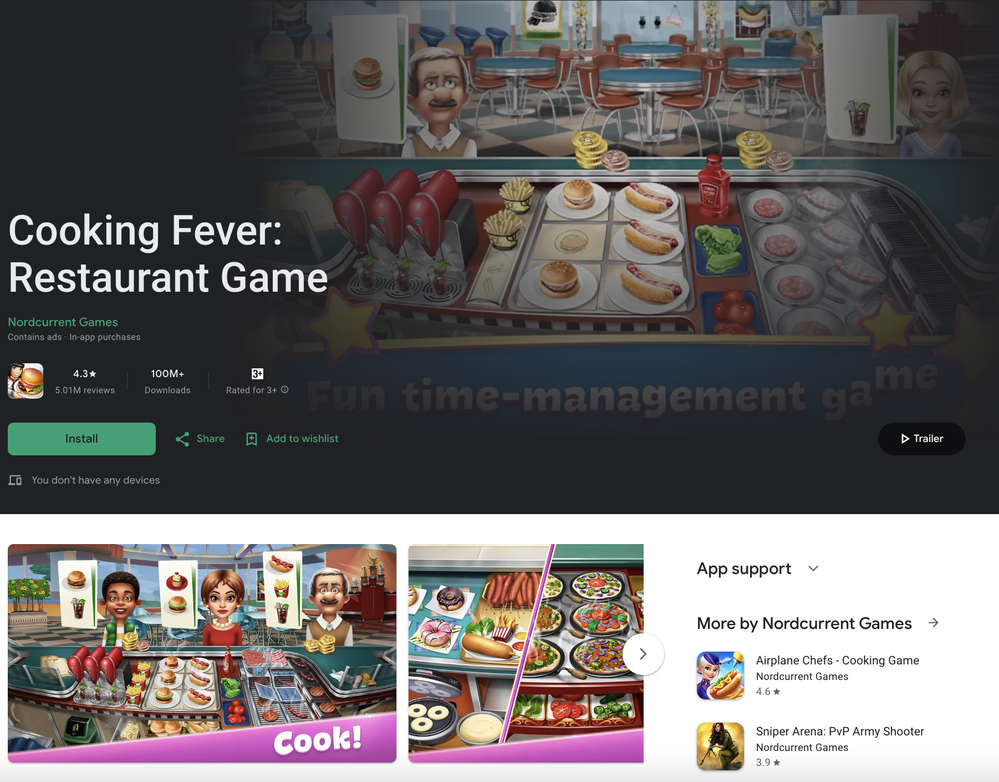 Cooking Fever:
Restaurant Game
Nordcurrent Games
Contains ads · In-app purchases
4.3★
5.01M reviews
100M+
Downloads
3+
Rated for 3+
Fun time-management game
Install
Share
Add to wishlist
Trailer
You don't have any devices
Cook!
App support
More by Nordcurrent Games
Airplane Chefs - Cooking Game
Nordcurrent Games
4.6★
Sniper Arena: PvP Army Shooter
Nordcurrent Games
3.9★